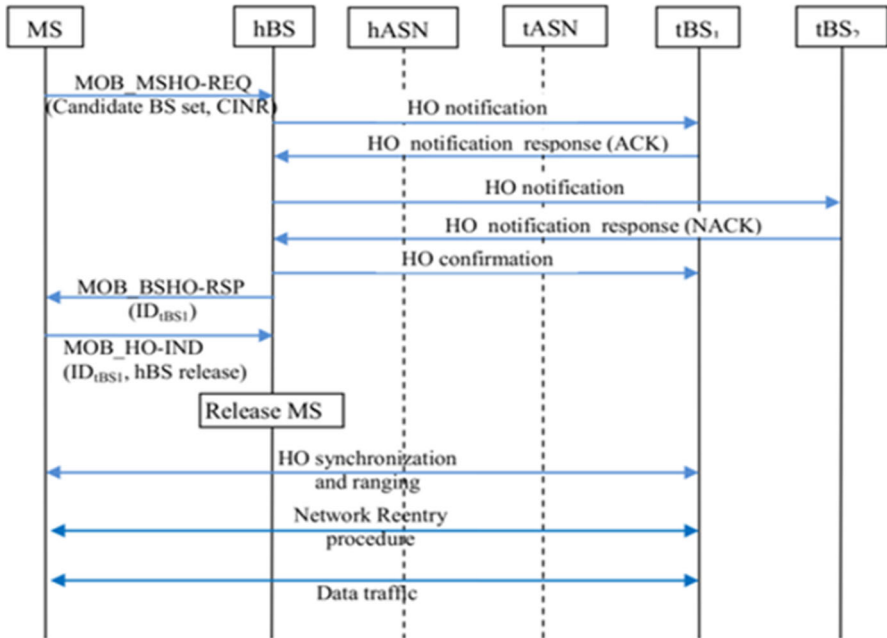 MS
hBS
hASN
tASN
tBS₁
tBS₂
MOB_MSHO-REQ
(Candidate BS set, CINR)
HO notification
HO notification response (ACK)
HO notification
HO notification response (NACK)
HO confirmation
MOB_BSHO-RSP
(ID_tBS1)
MOB_HO-IND
(ID_tBS1, hBS release)
Release MS
HO synchronization
and ranging
Network Reentry
procedure
Data traffic